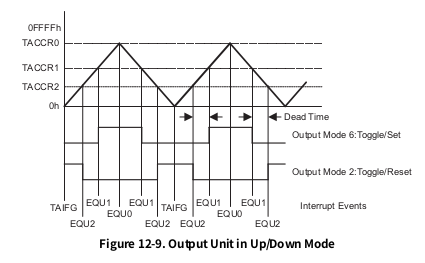 0FFFFh
TACCR0
TACCR1
TACCR2
0h
Dead Time
Output Mode 6:Toggle/Set
Output Mode 2:Toggle/Reset
TAIFG
EQU2
EQU1
EQU0
EQU1
EQU2
TAIFG
EQU2
EQU1
EQU0
EQU1
EQU2
Interrupt Events
Figure 12-9. Output Unit in Up/Down Mode